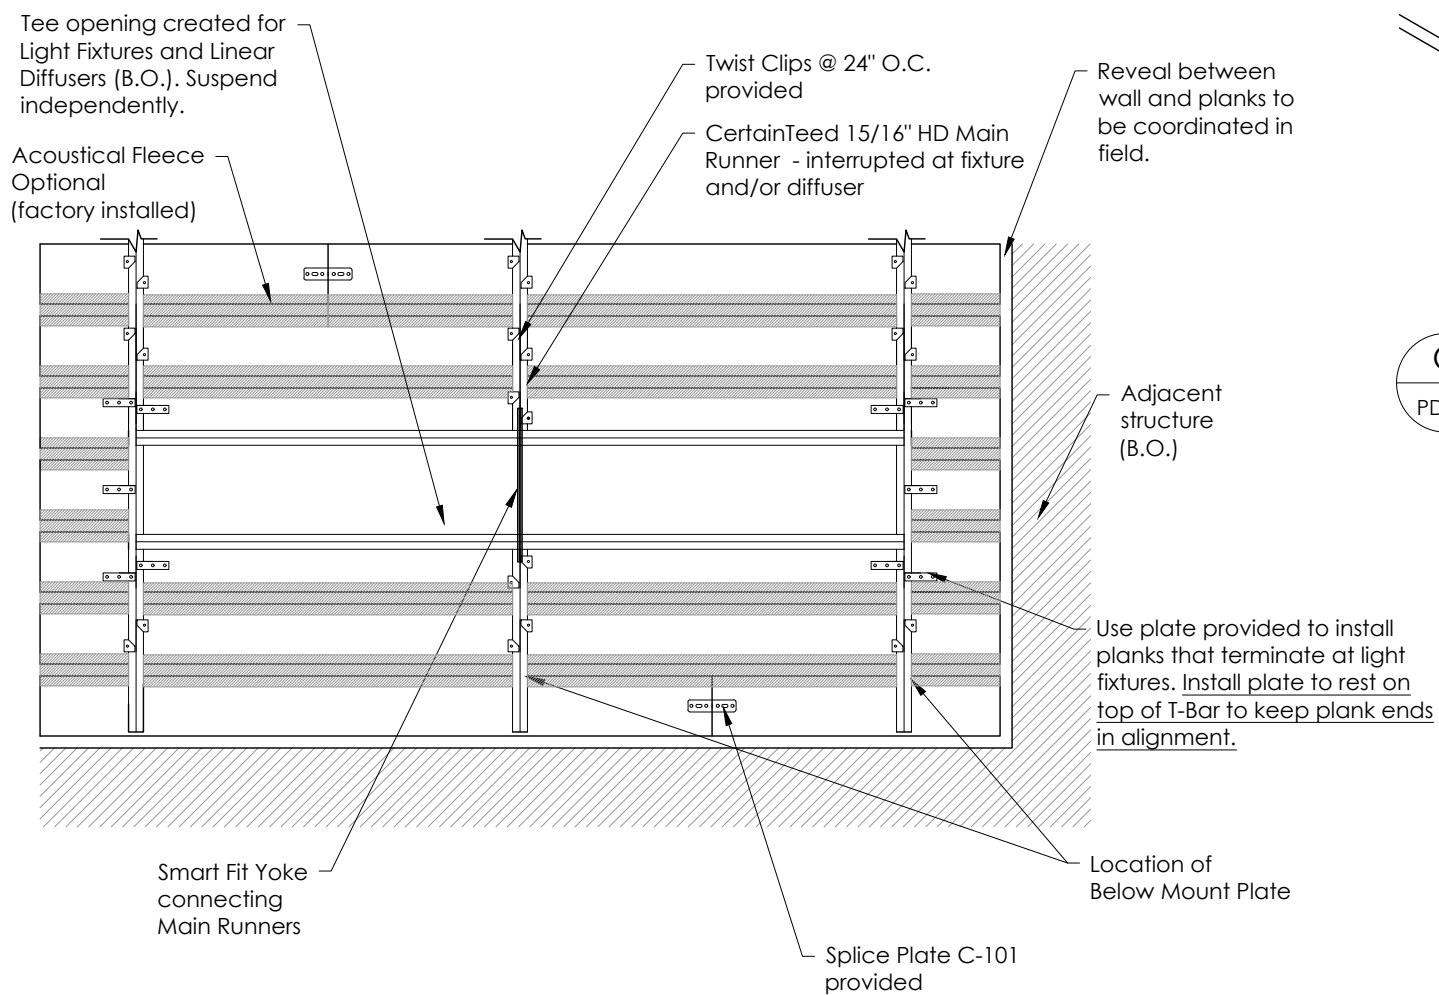 Tee opening created for
Light Fixtures and Linear
Diffusers (B.O.). Suspend
independently.
Acoustical Fleece
Optional
(factory installed)
Twist Clips @ 24" O.C.
provided
CertainTeed 15/16" HD Main
Runner - interrupted at fixture
and/or diffuser
Reveal between
wall and planks to
be coordinated in
field.
Adjacent
structure
(B.O.)
PD
Use plate provided to install
planks that terminate at light
fixtures. Install plate to rest on
top of T-Bar to keep plank ends
in alignment.
Location of
Below Mount Plate
Smart Fit Yoke
connecting
Main Runners
Splice Plate C-101
provided